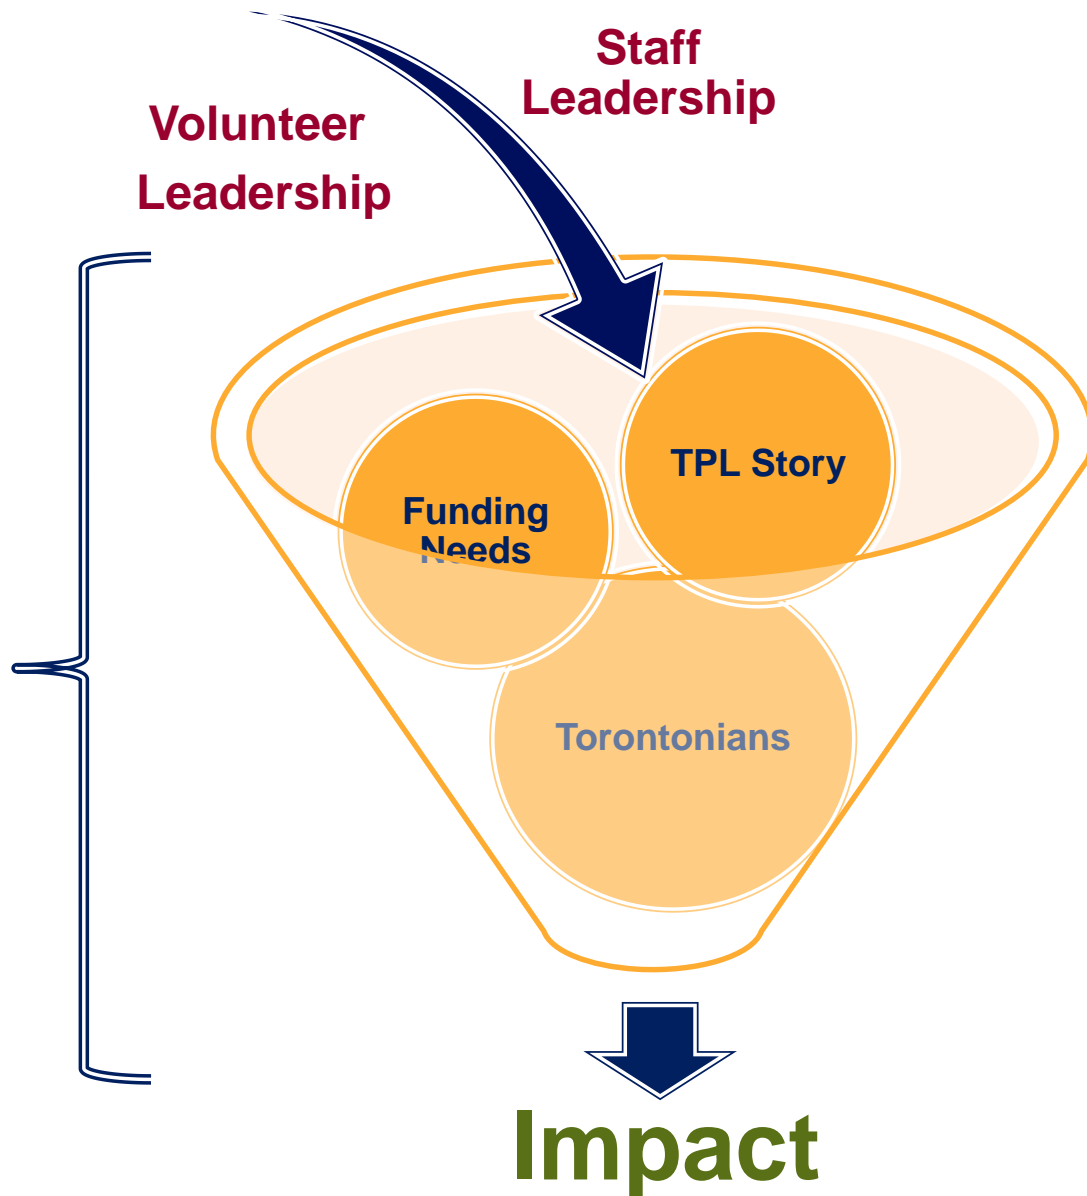 Staff
Leadership
Volunteer
Leadership
TPL Story
Funding
Needs
Torontonians
Impact